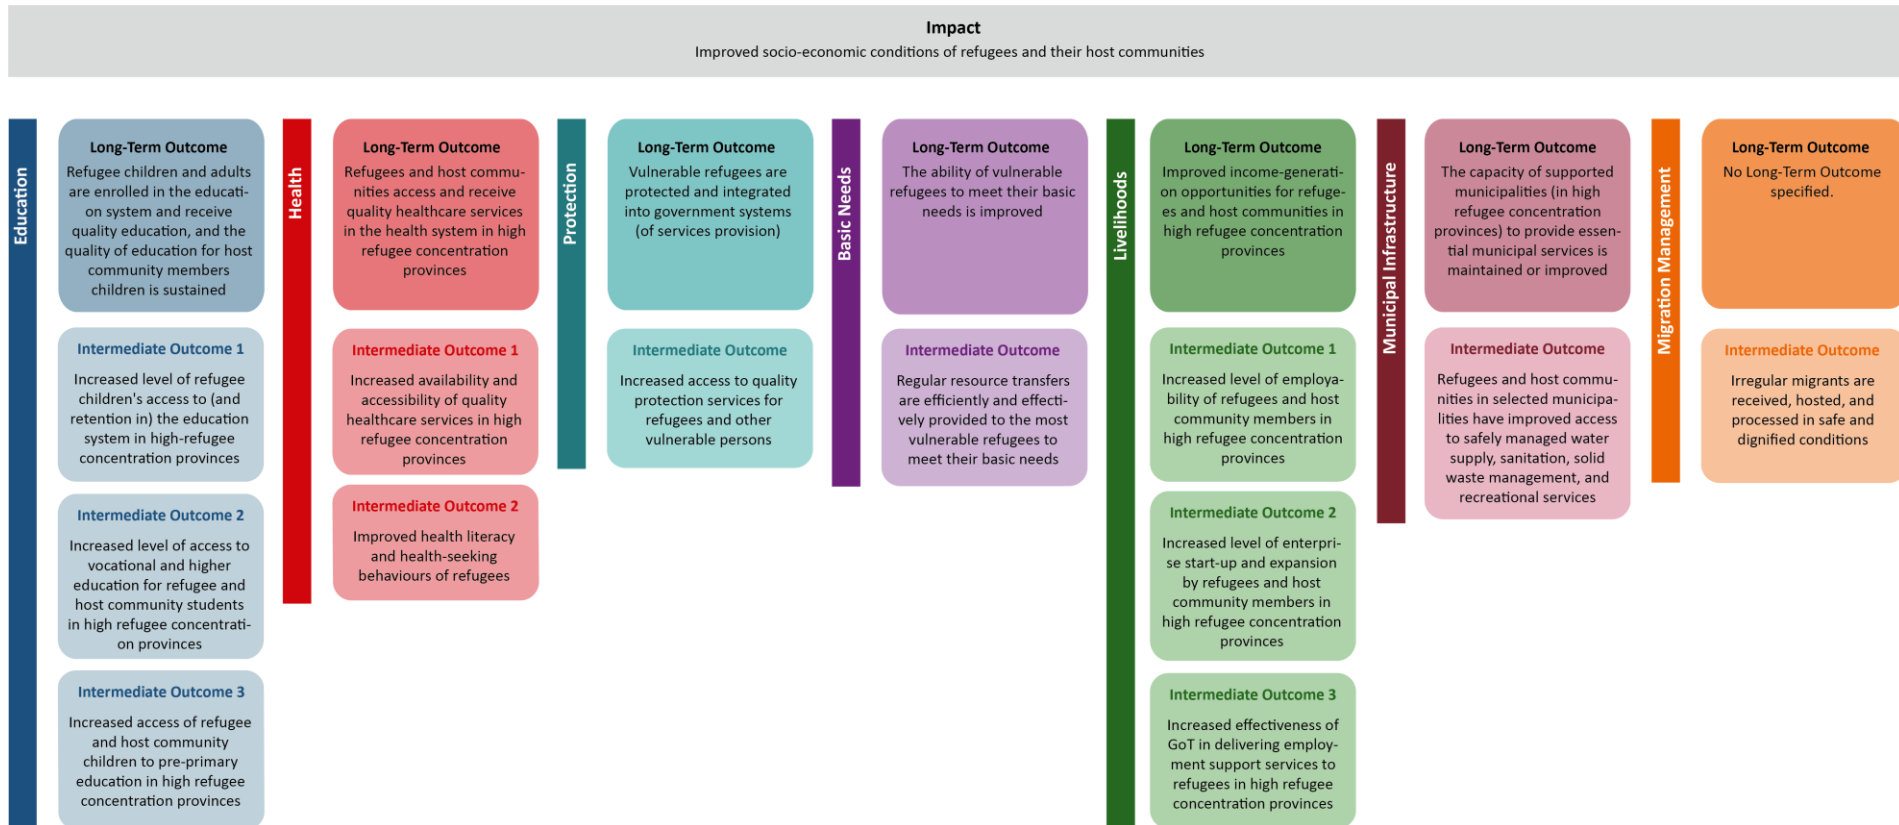 Impact
Improved socio-economic conditions of refugees and their host communities
Education
Long-Term Outcome
Refugee children and adults
are enrolled in the educati-
on system and receive
quality education, and the
quality of education for host
community members
children is sustained
Intermediate Outcome 1
Increased level of refugee
children's access to (and
retention in) the education
system in high-refugee
concentration provinces
Intermediate Outcome 2
Increased level of access to
vocational and higher
education for refugee and
host community students
in high refugee concentrati-
on provinces
Intermediate Outcome 3
Increased access of refugee
and host community
children to pre-primary
education in high refugee
concentration provinces
Health
Long-Term Outcome
Refugees and host commu-
nities access and receive
quality healthcare services
in the health system in high
refugee concentration
provinces
Intermediate Outcome 1
Increased availability and
accessibility of quality
healthcare services in high
refugee concentration
provinces
Intermediate Outcome 2
Improved health literacy
and health-seeking
behaviours of refugees
Protection
Long-Term Outcome
Vulnerable refugees are
protected and integrated
into government systems
(of services provision)
Intermediate Outcome
Increased access to quality
protection services for
refugees and other
vulnerable persons
Basic Needs
Long-Term Outcome
The ability of vulnerable
refugees to meet their basic
needs is improved
Intermediate Outcome
Regular resource transfers
are efficiently and effecti-
vely provided to the most
vulnerable refugees to
meet their basic needs
Livelihoods
Long-Term Outcome
Improved income-generati-
on opportunities for refuge-
es and host communities in
high refugee concentration
provinces
Intermediate Outcome 1
Increased level of employa-
bility of refugees and host
community members in
high refugee concentration
provinces
Intermediate Outcome 2
Increased level of enterpri-
se start-up and expansion
by refugees and host
community members in
high refugee concentration
provinces
Intermediate Outcome 3
Increased effectiveness of
GoT in delivering employ-
ment support services to
refugees in high refugee
concentration provinces
Municipal Infrastructure
Long-Term Outcome
The capacity of supported
municipalities (in high
refugee concentration
provinces) to provide essen-
tial municipal services is
maintained or improved
Intermediate Outcome
Refugees and host commu-
nities in selected municipa-
lities have improved access
to safely managed water
supply, sanitation, solid
waste management, and
recreational services
Migration Management
Long-Term Outcome
No Long-Term Outcome
specified.
Intermediate Outcome
Irregular migrants are
received, hosted, and
processed in safe and
dignified conditions